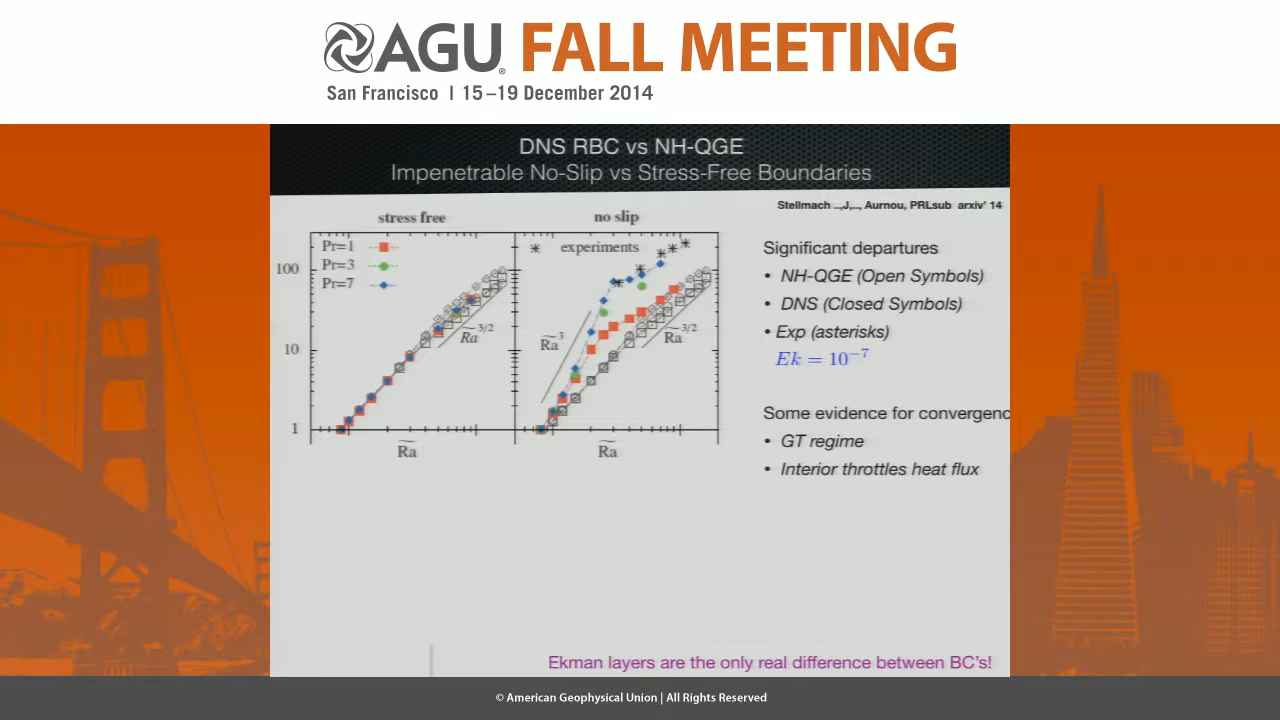 AGU FALL MEETING
San Francisco | 15–19 December 2014
DNS RBC vs NH-QGE
Impenetrable No-Slip vs Stress-Free Boundaries
Stellmach ..,J,.., Aurnou, PRLsub arxiv' 14
stress free
no slip
Pr=1
Pr=3
Pr=7
experiments
100
10
1
Ra 3/2
Ra 3
Ra 3/2
Ra
Ra
Significant departures
• NH-QGE (Open Symbols)
• DNS (Closed Symbols)
• Exp (asterisks)
Ek = 10⁻⁷
Some evidence for convergenc
• GT regime
• Interior throttles heat flux
Ekman layers are the only real difference between BC's!
© American Geophysical Union | All Rights Reserved